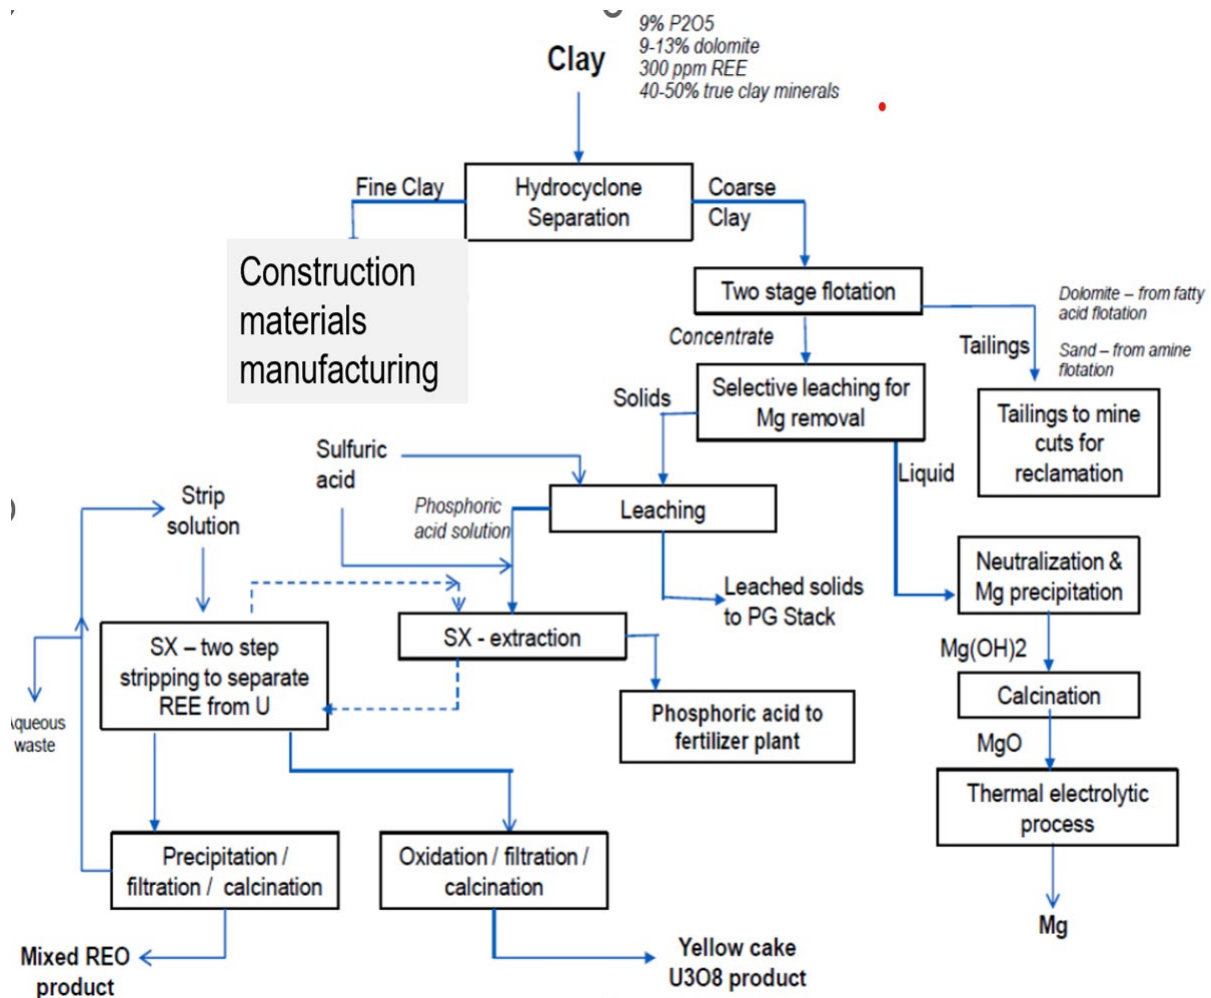 9% P2O5
Clay
9-13% dolomite
300 ppm REE
40-50% true clay minerals
Fine Clay
Hydrocyclone
Separation
Coarse
Clay
Construction
materials
manufacturing
Two stage flotation
Dolomite – from fatty
acid flotation
Concentrate
Tailings
Sand – from amine
flotation
Solids
Selective leaching for
Mg removal
Tailings to mine
cuts for
reclamation
Sulfuric
acid
Liquid
Strip
solution
Phosphoric
acid solution
Leaching
Neutralization &
Mg precipitation
Leached solids
to PG Stack
SX – two step
stripping to separate
REE from U
SX - extraction
Mg(OH)2
Calcination
Phosphoric acid to
fertilizer plant
queous
waste
MgO
Thermal electrolytic
process
Precipitation /
filtration / calcination
Oxidation / filtration /
calcination
Mg
Mixed REO
product
Yellow cake
U3O8 product